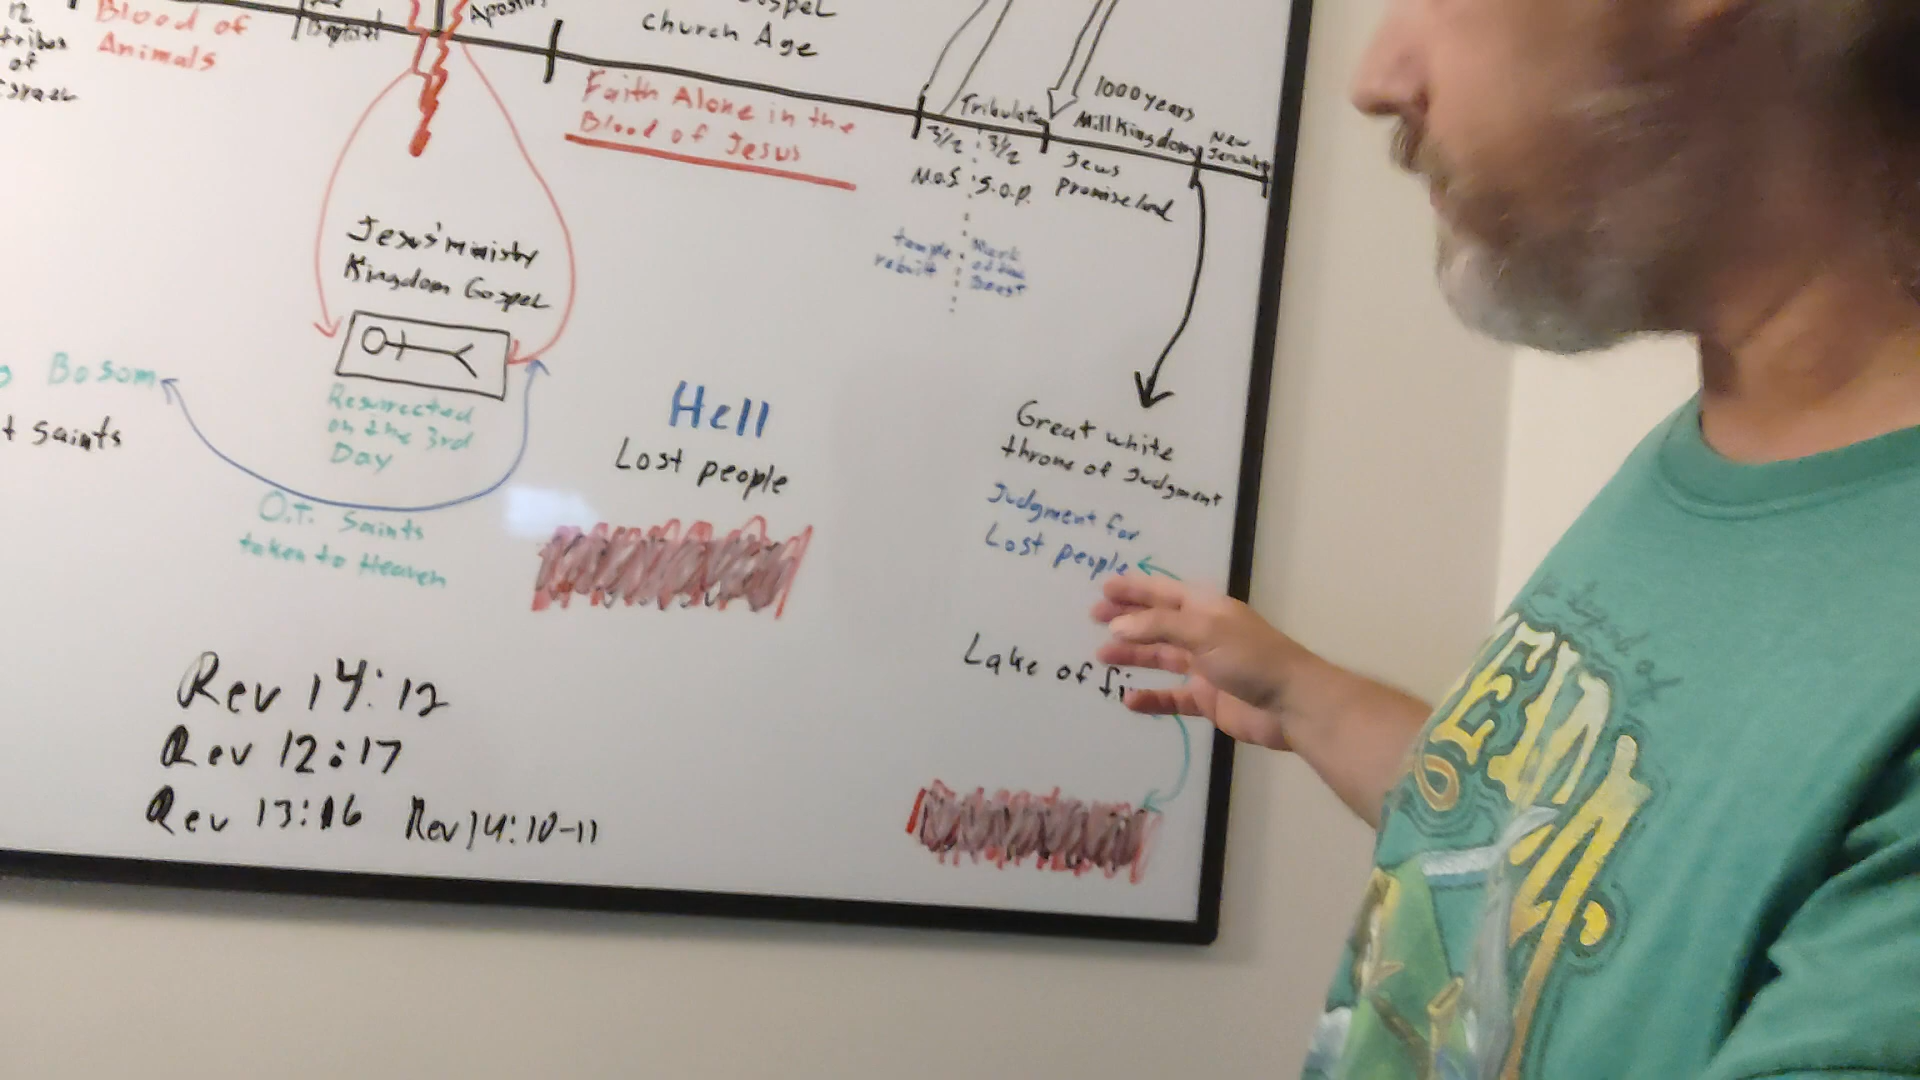 12
tribes
of
Israel
Blood of
Animals
Gospel
Church Age
Faith Alone in the
Blood of Jesus
1000 years
Mill Kingdom
New
3 1/2 3 1/2
M.o.S. S.o.P.
Jews
Promise Land
temple
rebuilt
Mark
of the
Beast
Jesus' ministry
Kingdom Gospel
Bosom
Saints
Resurrected
on the 3rd
Day
O.T. Saints
taken to Heaven
Hell
Lost people
Great white
throne of Judgment
Judgment for
Lost people
Lake of fi
Rev 14:12
Rev 12:17
Rev 13:16 Rev 14:10-11
legend of